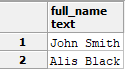 full_name
text
1 John Smith
2 Alis Black